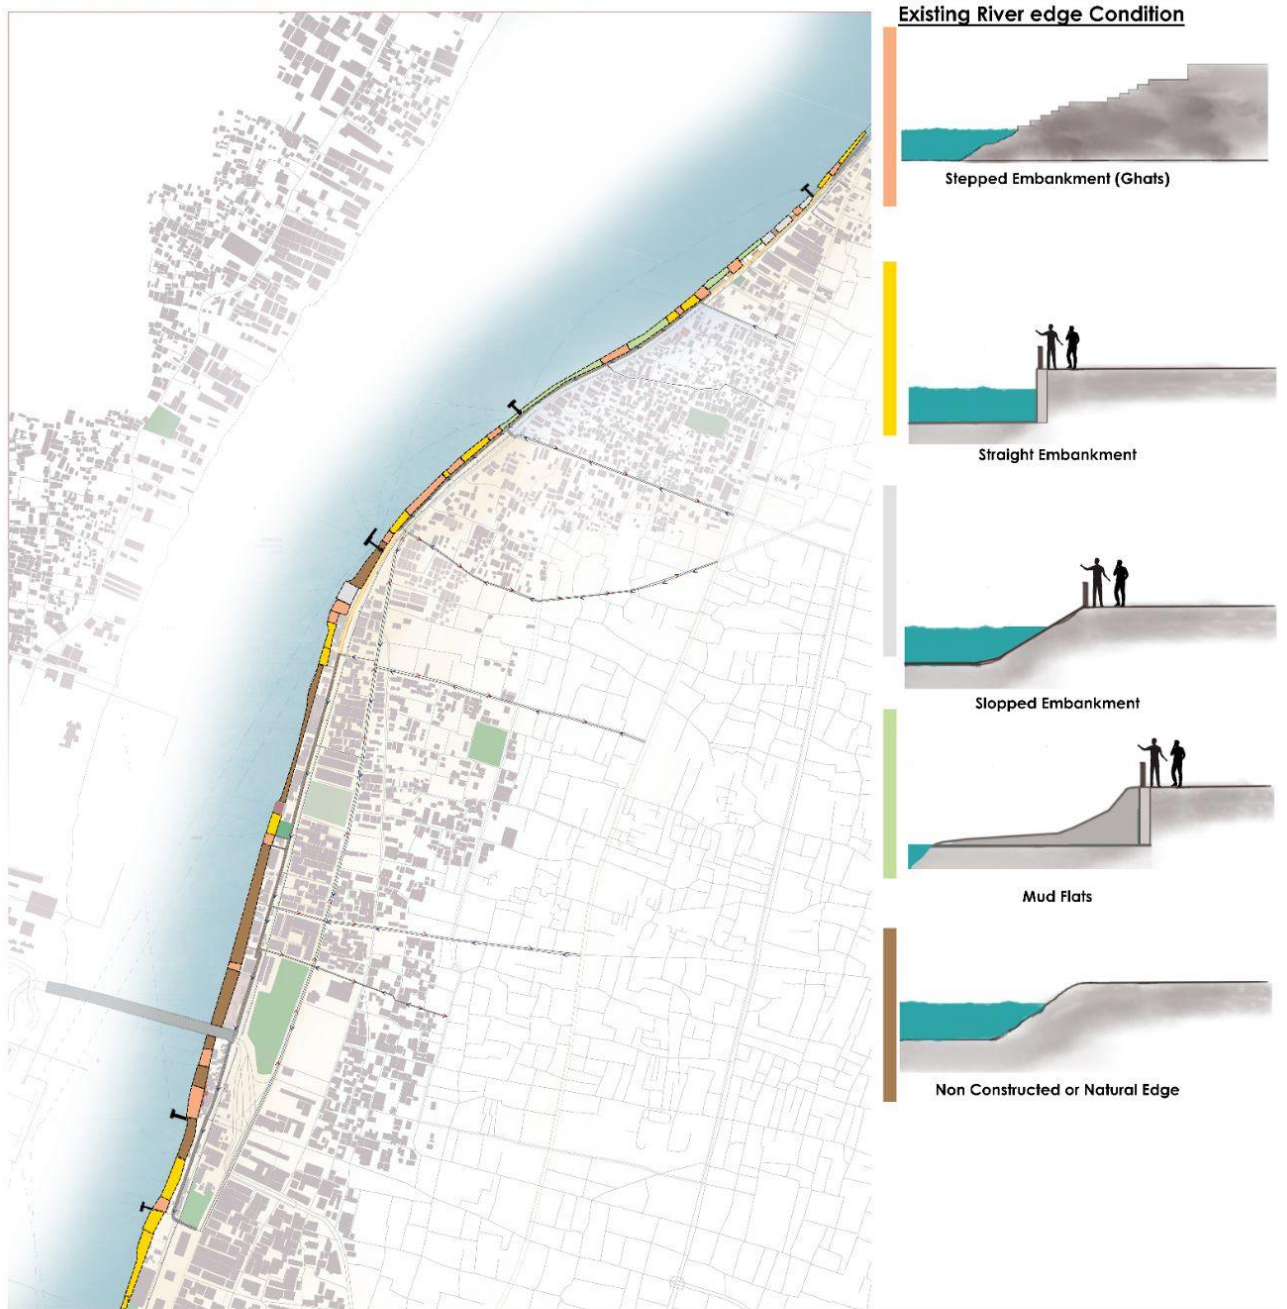 Existing River edge Condition
Stepped Embankment (Ghats)
Straight Embankment
Slopped Embankment
Mud Flats
Non Constructed or Natural Edge